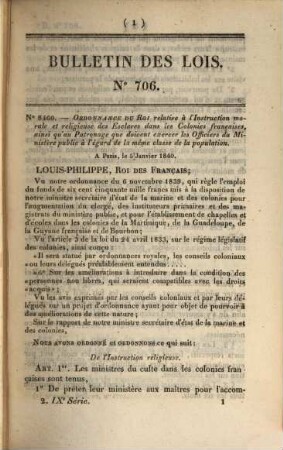 ( 1 )
BULLETIN DES LOIS.
N° 706.
N° 8400. — ORDONNANCE DU ROI relative à l'Instruction mo-
rale et religieuse des Esclaves dans les Colonies françaises,
ainsi qu'au Patronage que doivent exercer les Officiers du Mi-
nistère public à l'égard de la même classe de la population.
A Paris, le 5 Janvier 1840.
LOUIS-PHILIPPE, ROI DES FRANÇAIS;
Vu notre ordonnance du 6 novembre 1839, qui règle l'emploi
du fonds de six cent cinquante mille francs mis à la disposition de
notre ministre secrétaire d'état de la marine et des colonies pour
l'augmentation du clergé, des instituteurs primaires et des ma-
gistrats du ministère public, et pour l'établissement de chapelles et
d'écoles dans les colonies de la Martinique, de la Guadeloupe, de
la Guyane française et de Bourbon;
Vu l'article 3 de la loi du 24 avril 1833, sur le régime législatif
des colonies, ainsi conçu :
«Il sera statué par ordonnances royales, les conseils coloniaux
«ou leurs délégués préalablement entendus. . . .
«Sur les améliorations à introduire dans la condition des
«personnes non libres, qui seraient compatibles avec les droits
«acquis;»
Vu les avis exprimés par les conseils coloniaux et par leurs délé-
gués sur un projet d'ordonnance ayant pour objet de pourvoir à
des améliorations de cette nature;
Sur le rapport de notre ministre secrétaire d'état de la marine et
des colonies,
NOUS AVONS ORDONNÉ et ORDONNONS ce qui suit :
De l'Instruction religieuse.
ART. 1er. Les ministres du culte dans les colonies fran-
çaises sont tenus,
1° De prêter leur ministère aux maîtres pour l'accom-
2. IXe Série. 1